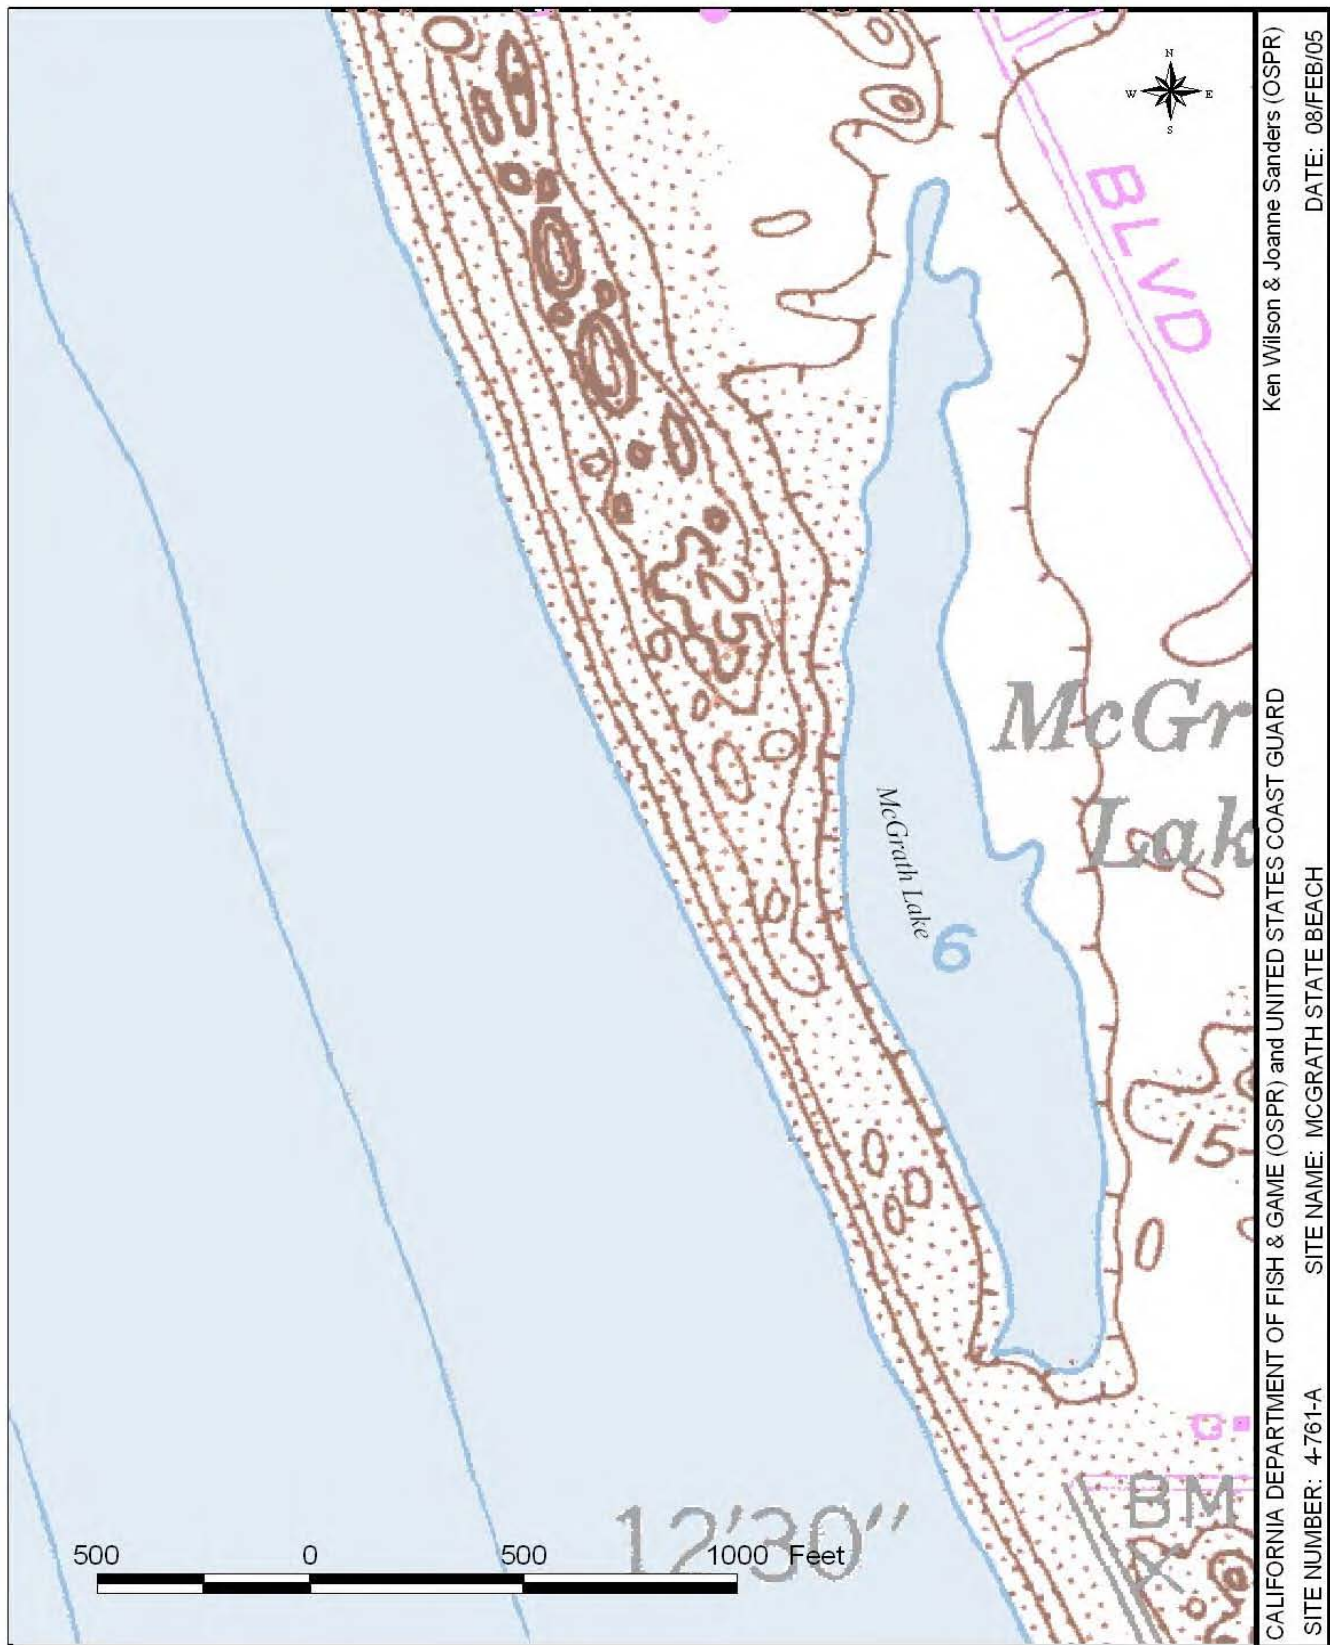 N
W E
S
BLVD
25
McGr
Lak
McGrath Lake
6
15
BM
X
12'30"
500 0 500 1000 Feet
CALIFORNIA DEPARTMENT OF FISH & GAME (OSPR) and UNITED STATES COAST GUARD Ken Wilson & Joanne Sanders (OSPR)
SITE NUMBER: 4-761-A SITE NAME: MCGRATH STATE BEACH DATE: 08/FEB/05